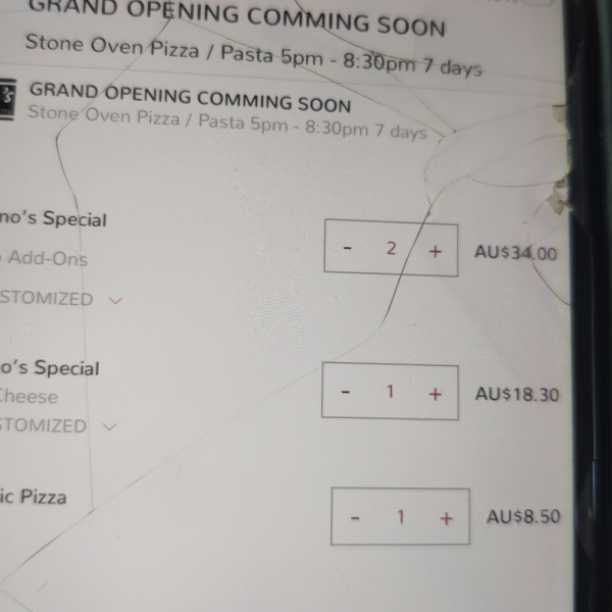 GRAND OPENING COMMING SOON
Stone Oven Pizza / Pasta 5pm - 8:30pm 7 days
GRAND OPENING COMMING SOON
Stone Oven Pizza / Pasta 5pm - 8:30pm 7 days
no's Special
- 2 + AU$34.00
Add-Ons
STOMIZED
o's Special
- 1 + AU$18.30
Cheese
STOMIZED
ic Pizza
- 1 + AU$8.50